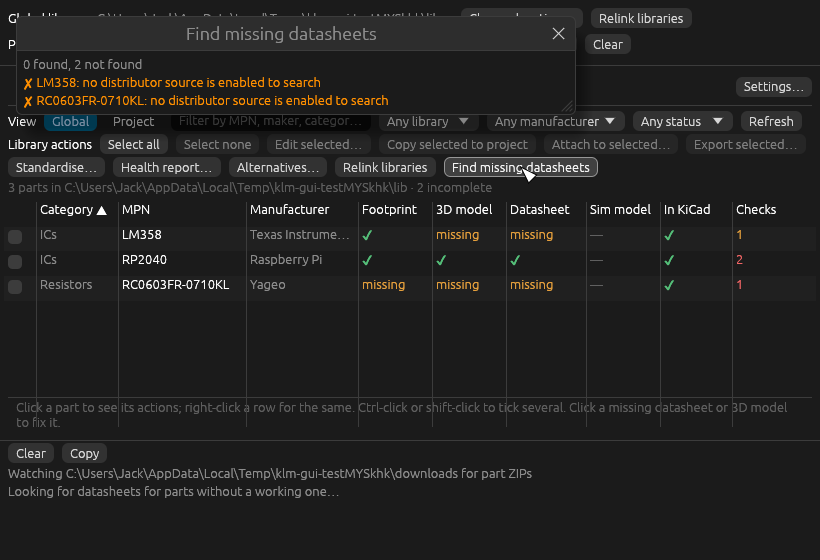 Relink libraries
Find missing datasheets
Clear
0 found, 2 not found
✗ LM358: no distributor source is enabled to search
Settings…
✗ RC0603FR-0710KL: no distributor source is enabled to search
View Global Project Filter by MPN, maker, categor… Any library ▼ Any manufacturer ▼ Any status ▼ Refresh
Library actions Select all Select none Edit selected… Copy selected to project Attach to selected… Export selected…
Standardise… Health report… Alternatives… Relink libraries Find missing datasheets
3 parts in C:\Users\Jack\AppData\Local\Temp\klm-gui-testMYSkhk\lib · 2 incomplete
Category ▲ MPN Manufacturer Footprint 3D model Datasheet Sim model In KiCad Checks
ICs LM358 Texas Instrume… ✔ missing missing — ✔ 1
ICs RP2040 Raspberry Pi ✔ ✔ ✔ — ✔ 2
Resistors RC0603FR-0710KL Yageo missing missing missing — ✔ 1
Click a part to see its actions; right-click a row for the same. Ctrl-click or shift-click to tick several. Click a missing datasheet or 3D model
to fix it.
Clear Copy
Watching C:\Users\Jack\AppData\Local\Temp\klm-gui-testMYSkhk\downloads for part ZIPs
Looking for datasheets for parts without a working one…